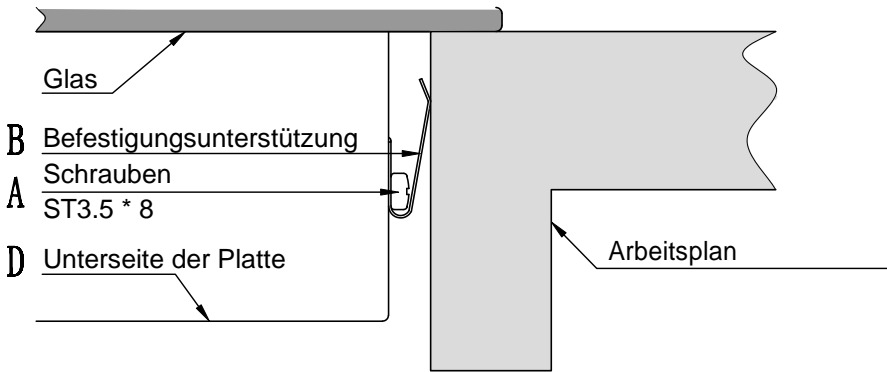 Glas
B Befestigungsunterstützung
A Schrauben
ST3.5 * 8
D Unterseite der Platte
Arbeitsplan